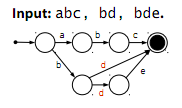 Input: abc, bd, bde.
a b c
b d e
d